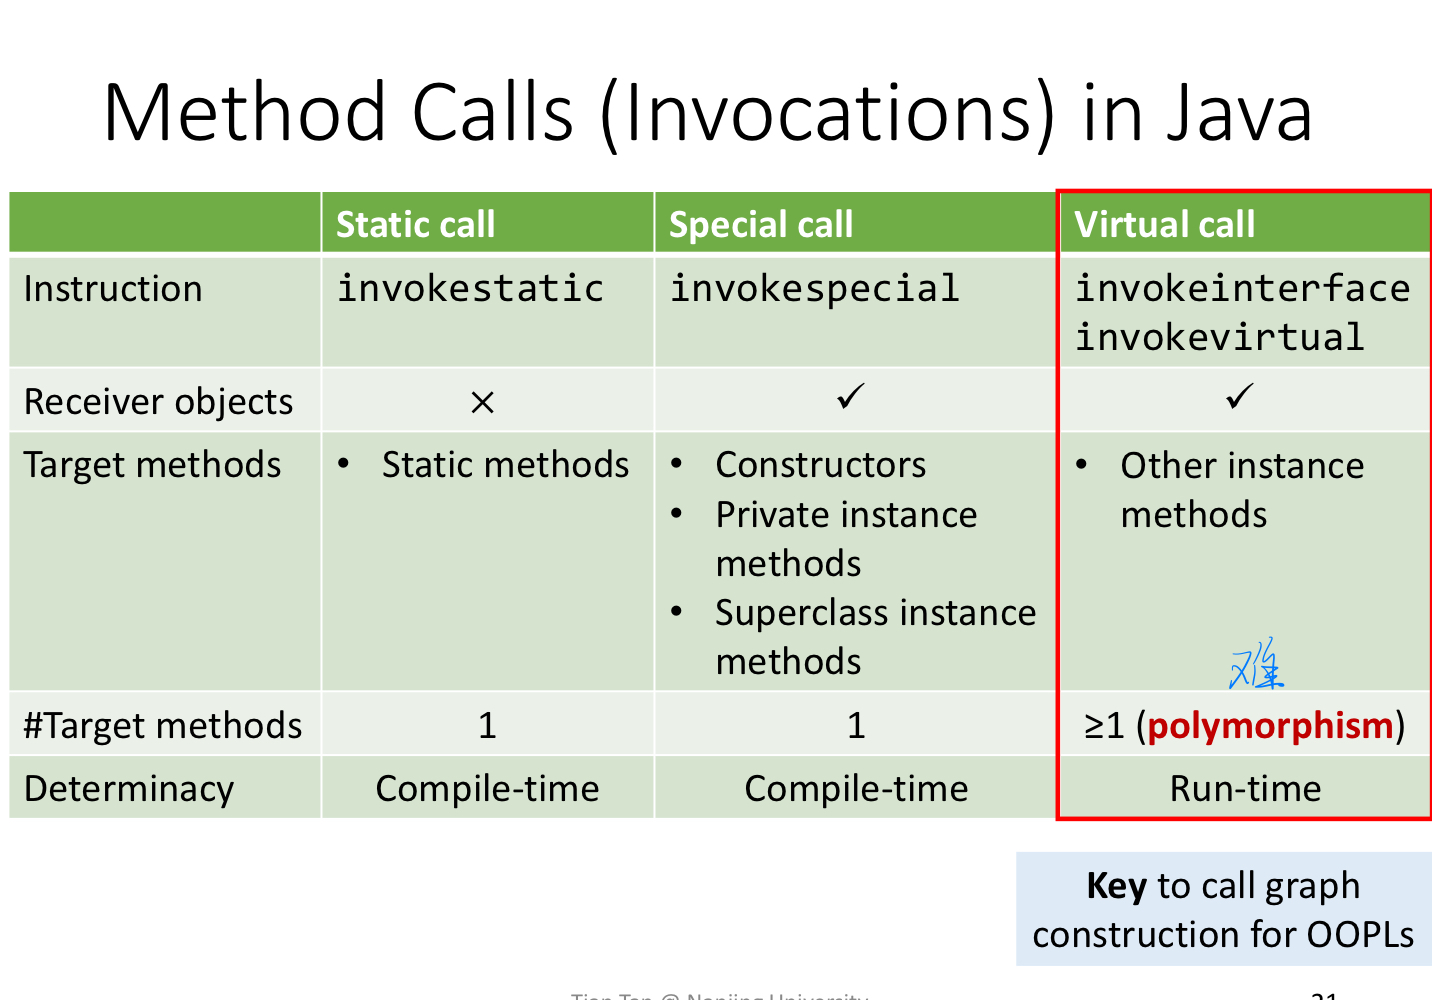 Method Calls (Invocations) in Java
Static call
Special call
Virtual call
Instruction
invokestatic
invokespecial
invokeinterface
invokevirtual
Receiver objects
×
✓
✓
Target methods
• Static methods
• Constructors
• Private instance
methods
• Superclass instance
methods
• Other instance
methods
难
#Target methods
1
1
≥1 (polymorphism)
Determinacy
Compile-time
Compile-time
Run-time
Key to call graph
construction for OOPLs
Tian Tan @ Nanjing University
21